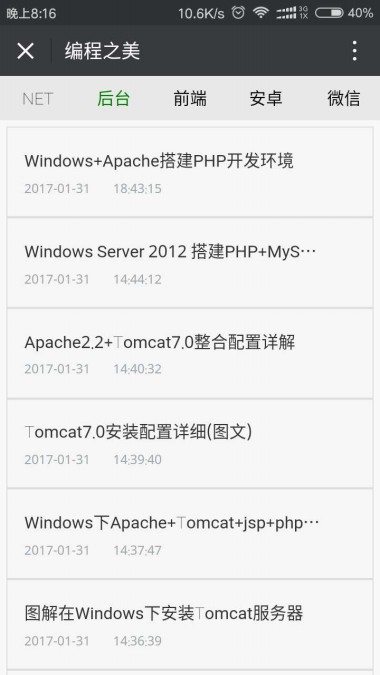 晚上8:16 10.6K/s 3G 1X 40%
编程之美
NET 后台 前端 安卓 微信
Windows+Apache搭建PHP开发环境
2017-01-31 18:43:15
Windows Server 2012 搭建PHP+MyS…
2017-01-31 14:44:12
Apache2.2+Tomcat7.0整合配置详解
2017-01-31 14:40:32
Tomcat7.0安装配置详细(图文)
2017-01-31 14:39:40
Windows下Apache+Tomcat+jsp+php…
2017-01-31 14:37:47
图解在Windows下安装Tomcat服务器
2017-01-31 14:36:39